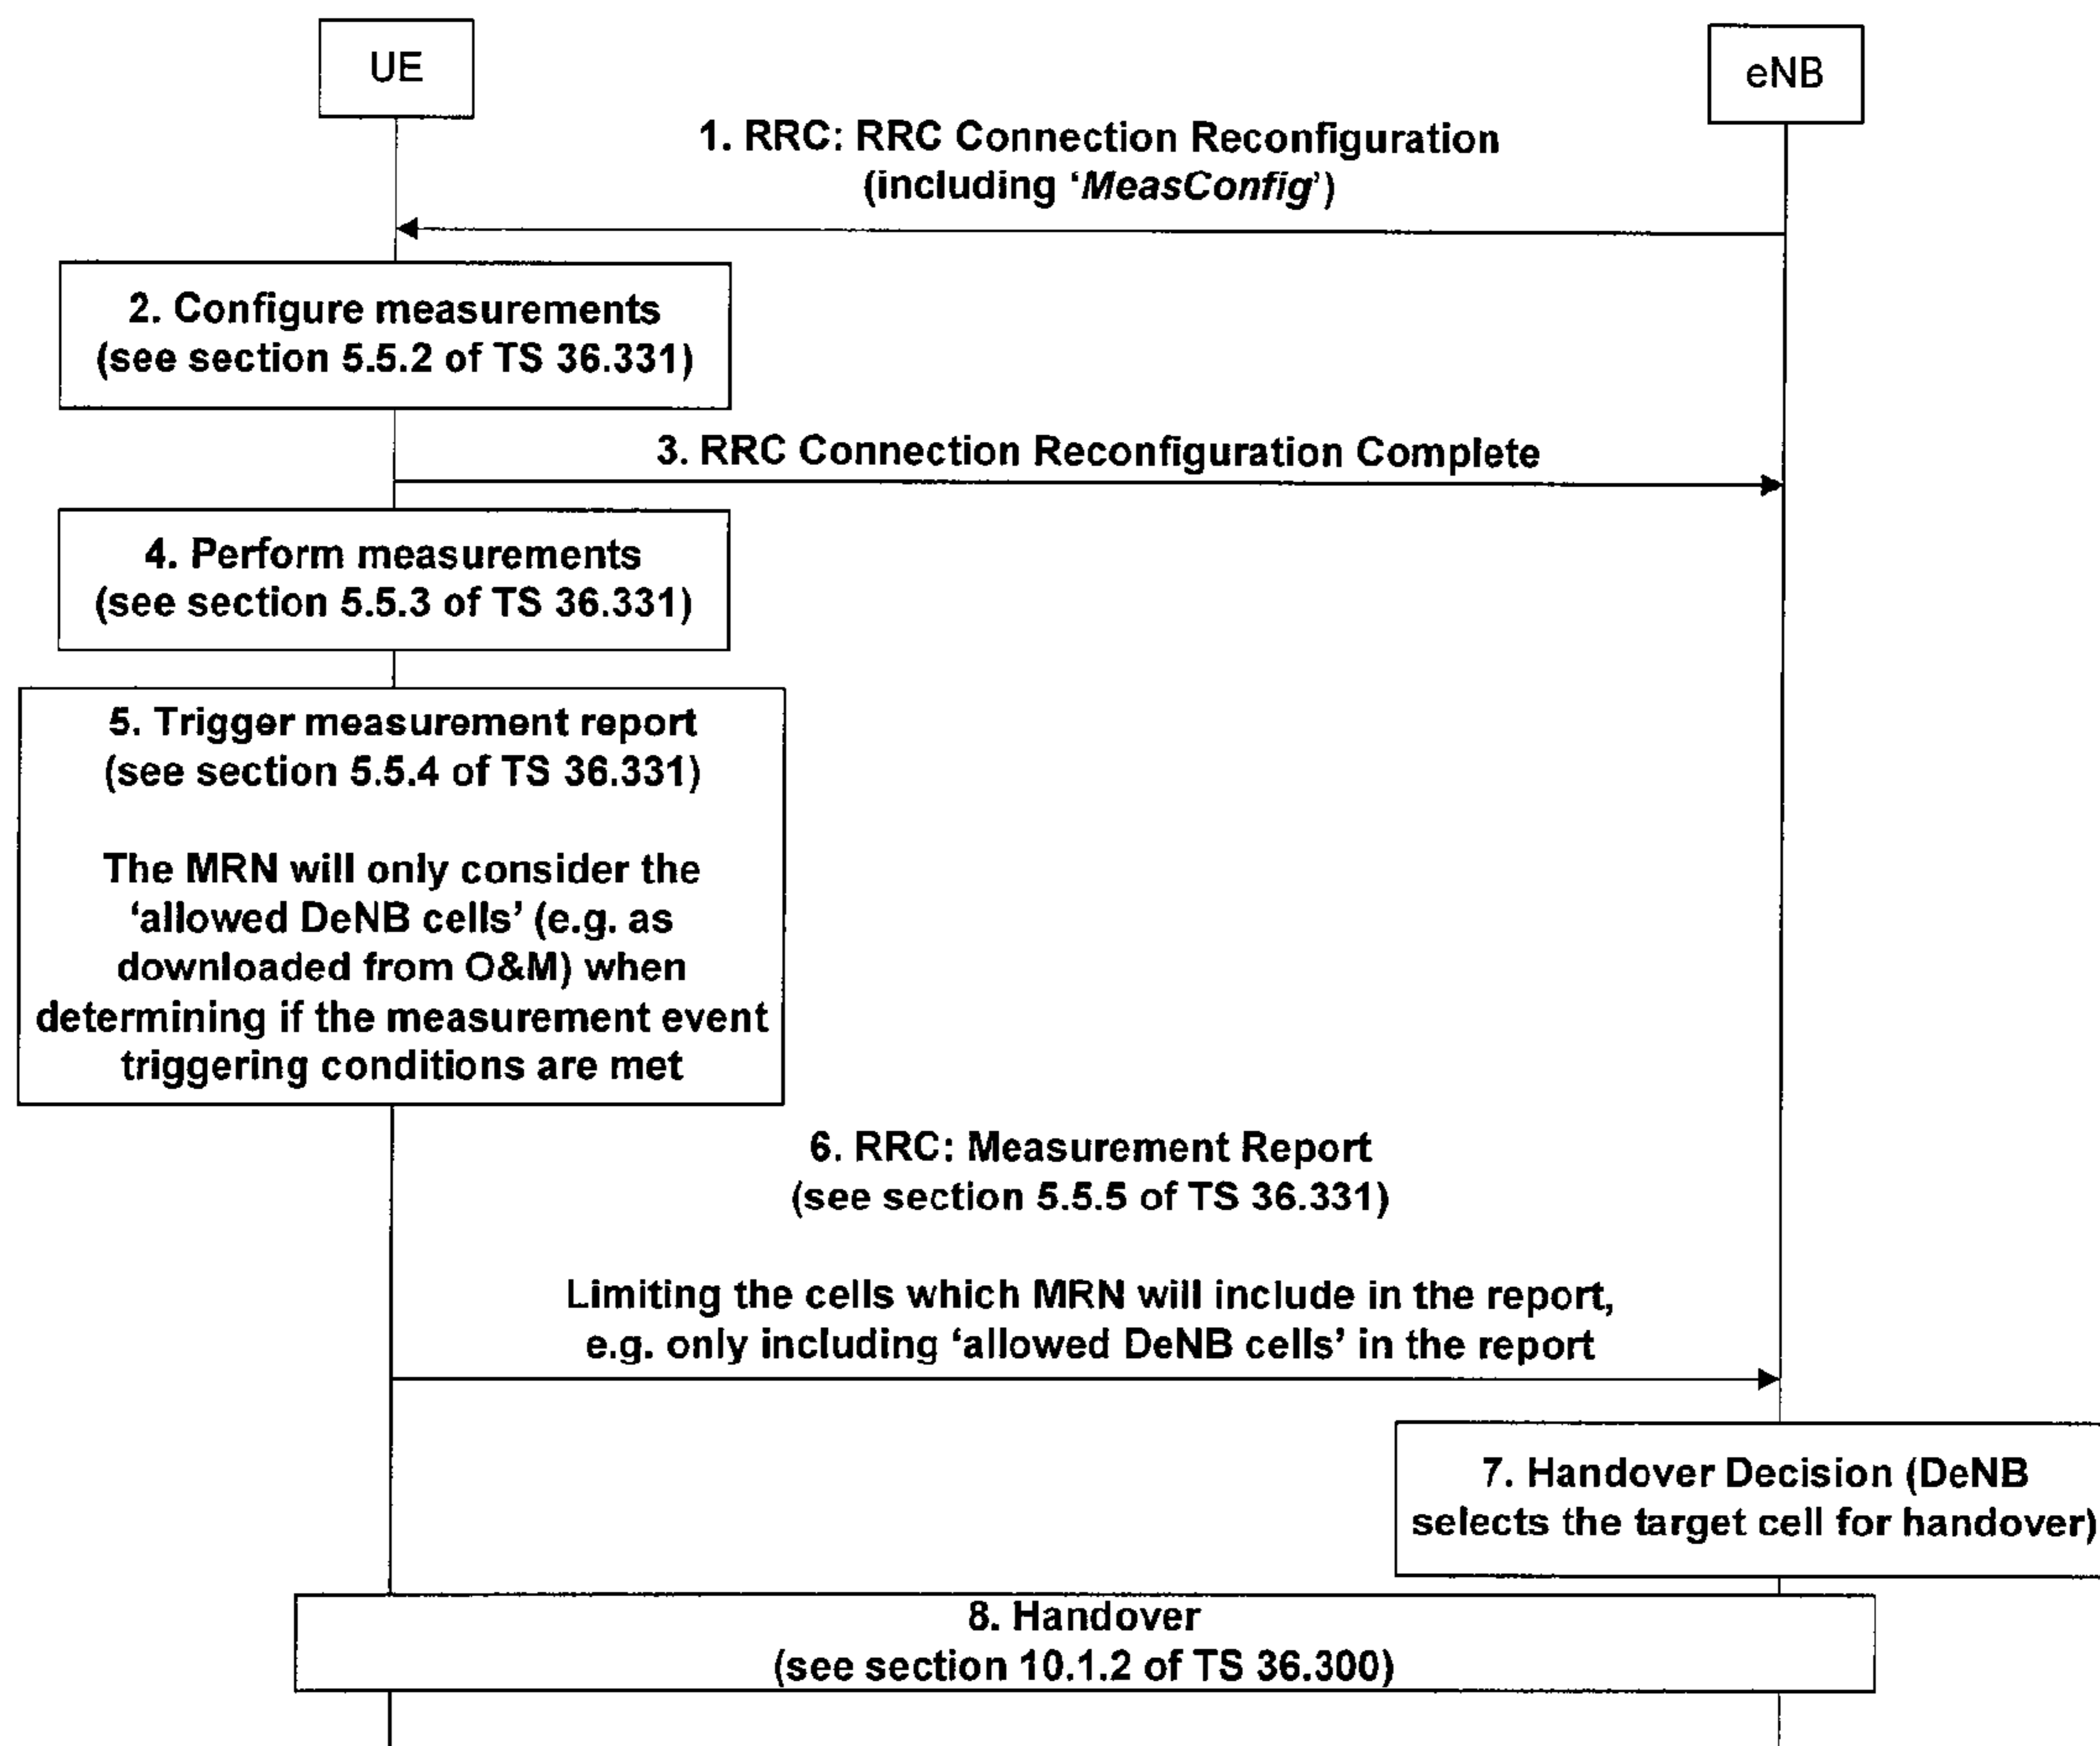 UE
eNB
1. RRC: RRC Connection Reconfiguration
(including ‘MeasConfig’)
2. Configure measurements
(see section 5.5.2 of TS 36.331)
3. RRC Connection Reconfiguration Complete
4. Perform measurements
(see section 5.5.3 of TS 36.331)
5. Trigger measurement report
(see section 5.5.4 of TS 36.331)
The MRN will only consider the
‘allowed DeNB cells’ (e.g. as
downloaded from O&M) when
determining if the measurement event
triggering conditions are met
6. RRC: Measurement Report
(see section 5.5.5 of TS 36.331)
Limiting the cells which MRN will include in the report,
e.g. only including ‘allowed DeNB cells’ in the report
7. Handover Decision (DeNB
selects the target cell for handover)
8. Handover
(see section 10.1.2 of TS 36.300)